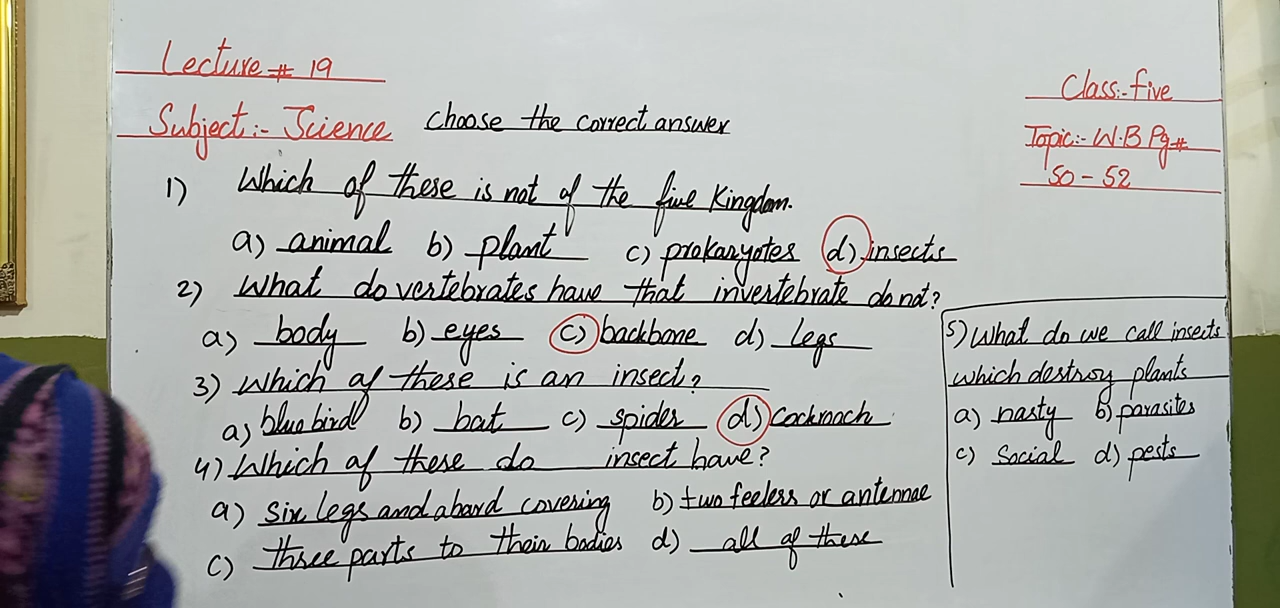 Lecture # 19
Class:- five
Subject:- Science
Choose the correct answer
Topic:- W.B Pg#
50 - 52
1) Which of these is not of the five Kingdom.
a) animal b) plant c) prokaryotes d) insects
2) What do vertebrates have that invertebrate do not?
a) body b) eyes c) backbone d) legs
3) Which of these is an insect?
a) blue bird b) bat c) spider d) Cockroach
4) Which of these do insect have?
a) six legs and a hard covering b) two feeless or antennae
c) three parts to their bodies d) all of these
5) What do we call insects
which destroy plants
a) nasty b) parasites
c) Social d) pests